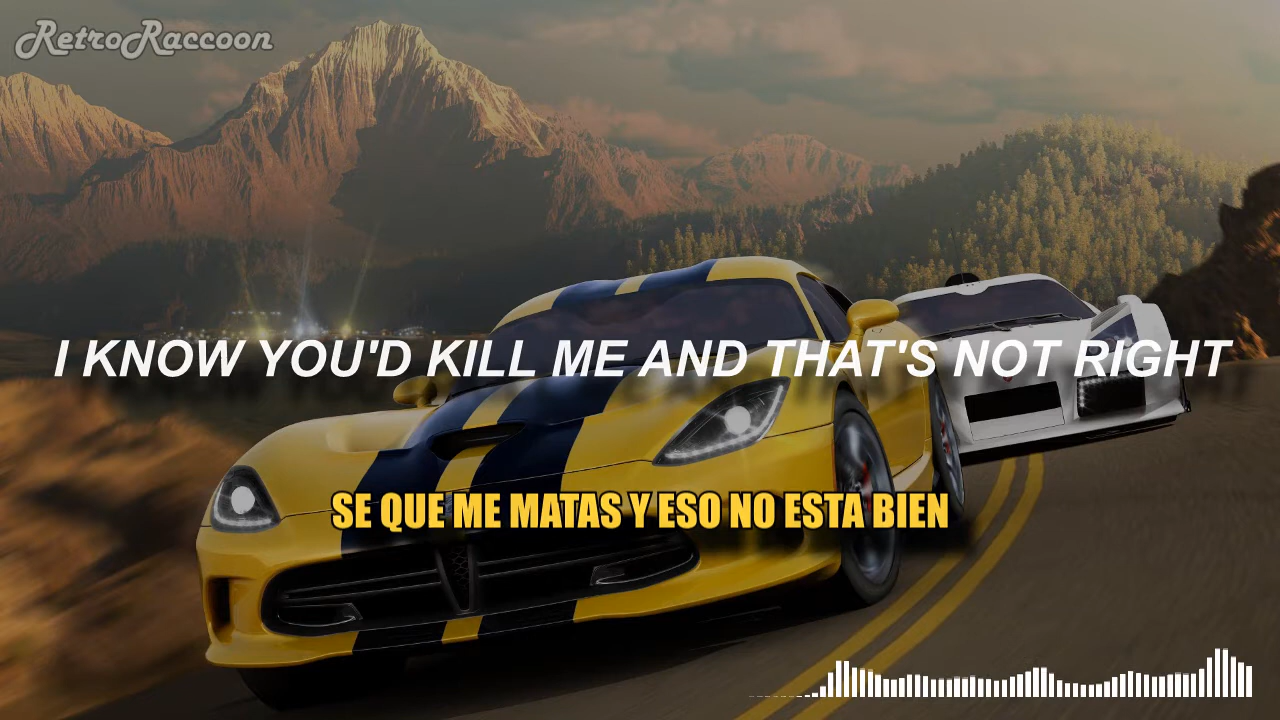 RetroRaccoon
I KNOW YOU'D KILL ME AND THAT'S NOT RIGHT
SE QUE ME MATAS Y ESO NO ESTA BIEN